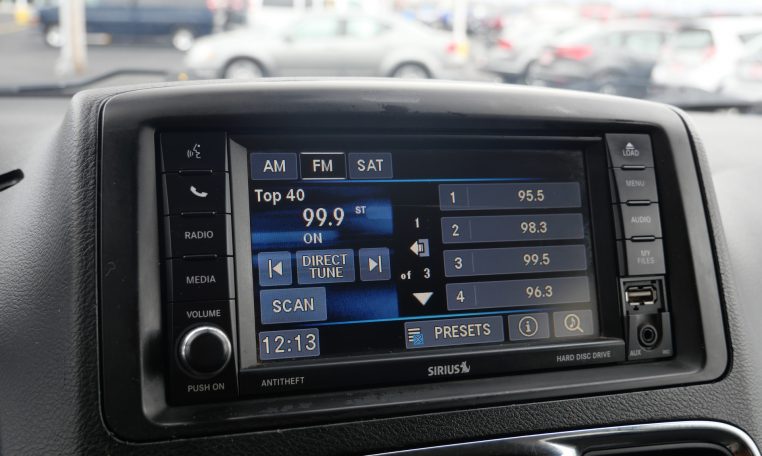 AM FM SAT
Top 40
99.9 ST
ON
DIRECT TUNE
SCAN
12:13
1
of 3
1 95.5
2 98.3
3 99.5
4 96.3
PRESETS
RADIO
MEDIA
VOLUME
PUSH ON
ANTITHEFT
SIRIUS
HARD DISC DRIVE
LOAD
MENU
AUDIO
MY FILES
AUX